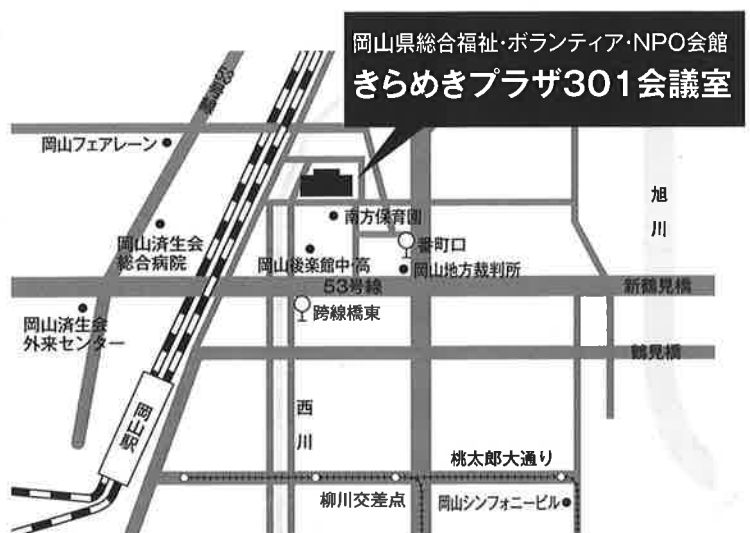 岡山県総合福祉・ボランティア・NPO会館
きらめきプラザ301会議室
岡山フェアレーン
旭川
南方保育園
岡山済生会
総合病院
番町口
岡山後楽館中・高
岡山地方裁判所
53号線
新鶴見橋
岡山済生会
外来センター
跨線橋東
鶴見橋
岡山駅
西川
桃太郎大通り
柳川交差点
岡山シンフォニービル